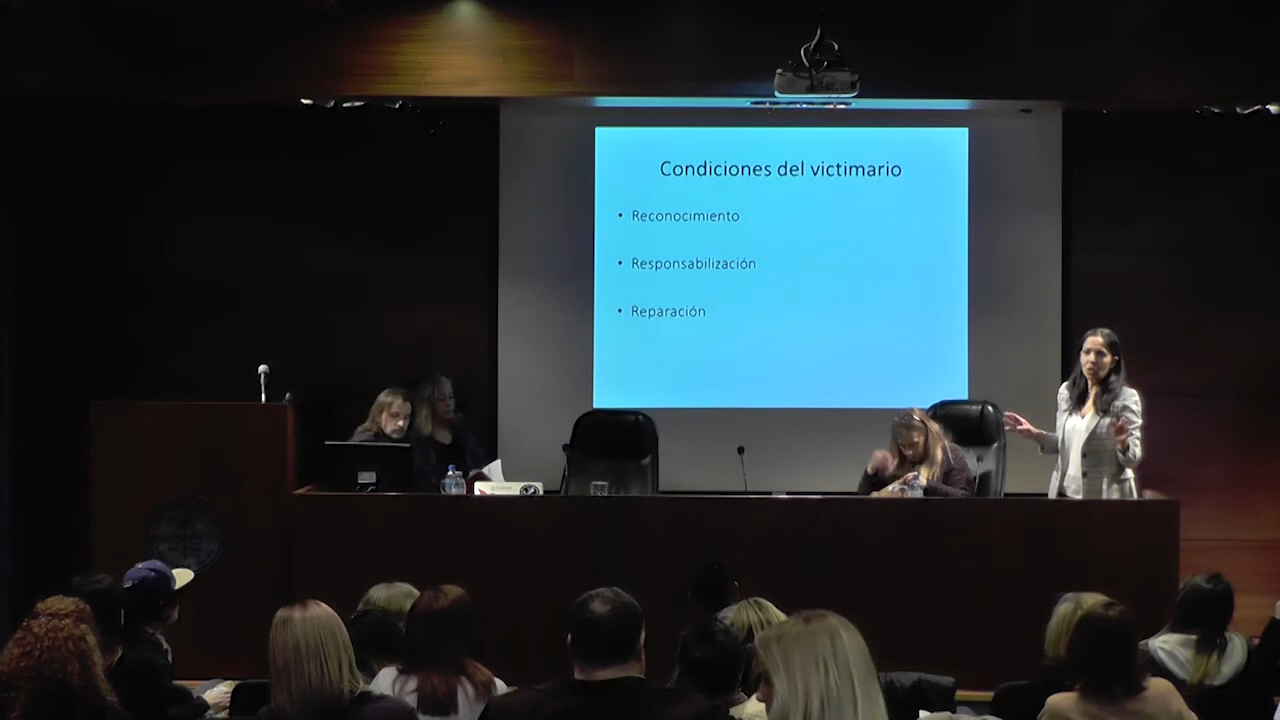 Condiciones del victimario
• Reconocimiento
• Responsabilización
• Reparación